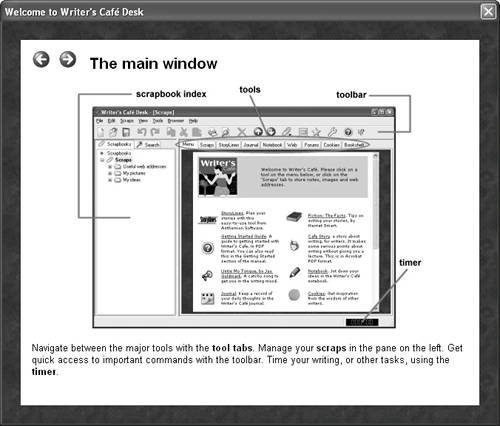 Welcome to Writer's Café Desk
The main window
scrapbook index
tools
toolbar
Writer's Café Desk - [Scraps]
File Edit Scraps View Tools Browser Help
Scrapbooks Search
Menu Scraps StoryLines Journal Notebook Web Forums Cookies Bookshelf
Scrapbooks
Scraps
Useful web addresses
My pictures
My ideas
Writer's
Welcome to Writer's Café. Please click on a
tool on the menu below, or click on the
'Scraps' tab to store notes, images and web
addresses.
StoryLines. Plan your
stories with this
easy-to-use tool from
Anthemion Software.
Fiction: The Facts. Tips on
writing your stories, by
Harriet Smart.
Getting Started Guide. A
guide to getting started with
Writer's Café, in PDF
format. You can also read
this in the Getting Started
section of the manual.
Cafe Story. a story about
writing, for writers. It makes
some serious points about
writing without giving you a
lecture. This is in Acrobat
PDF format.
Untie My Tongue, by Jax
Goldmark. A catchy song to
get you in the writing mood.
Notebook. Jot down your
ideas in the Writer's Café
Notebook.
Journal. Keep a record of
your daily thoughts in the
Writer's Café journal.
Cookies. Get inspiration
from the wisdom of other
writers.
timer
Navigate between the major tools with the tool tabs. Manage your scraps in the pane on the left. Get
quick access to important commands with the toolbar. Time your writing, or other tasks, using the
timer.